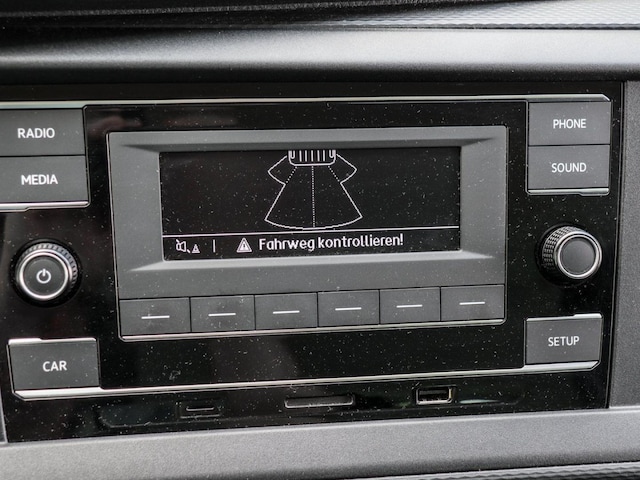 RADIO
MEDIA
PHONE
SOUND
Fahrweg kontrollieren!
CAR
SETUP